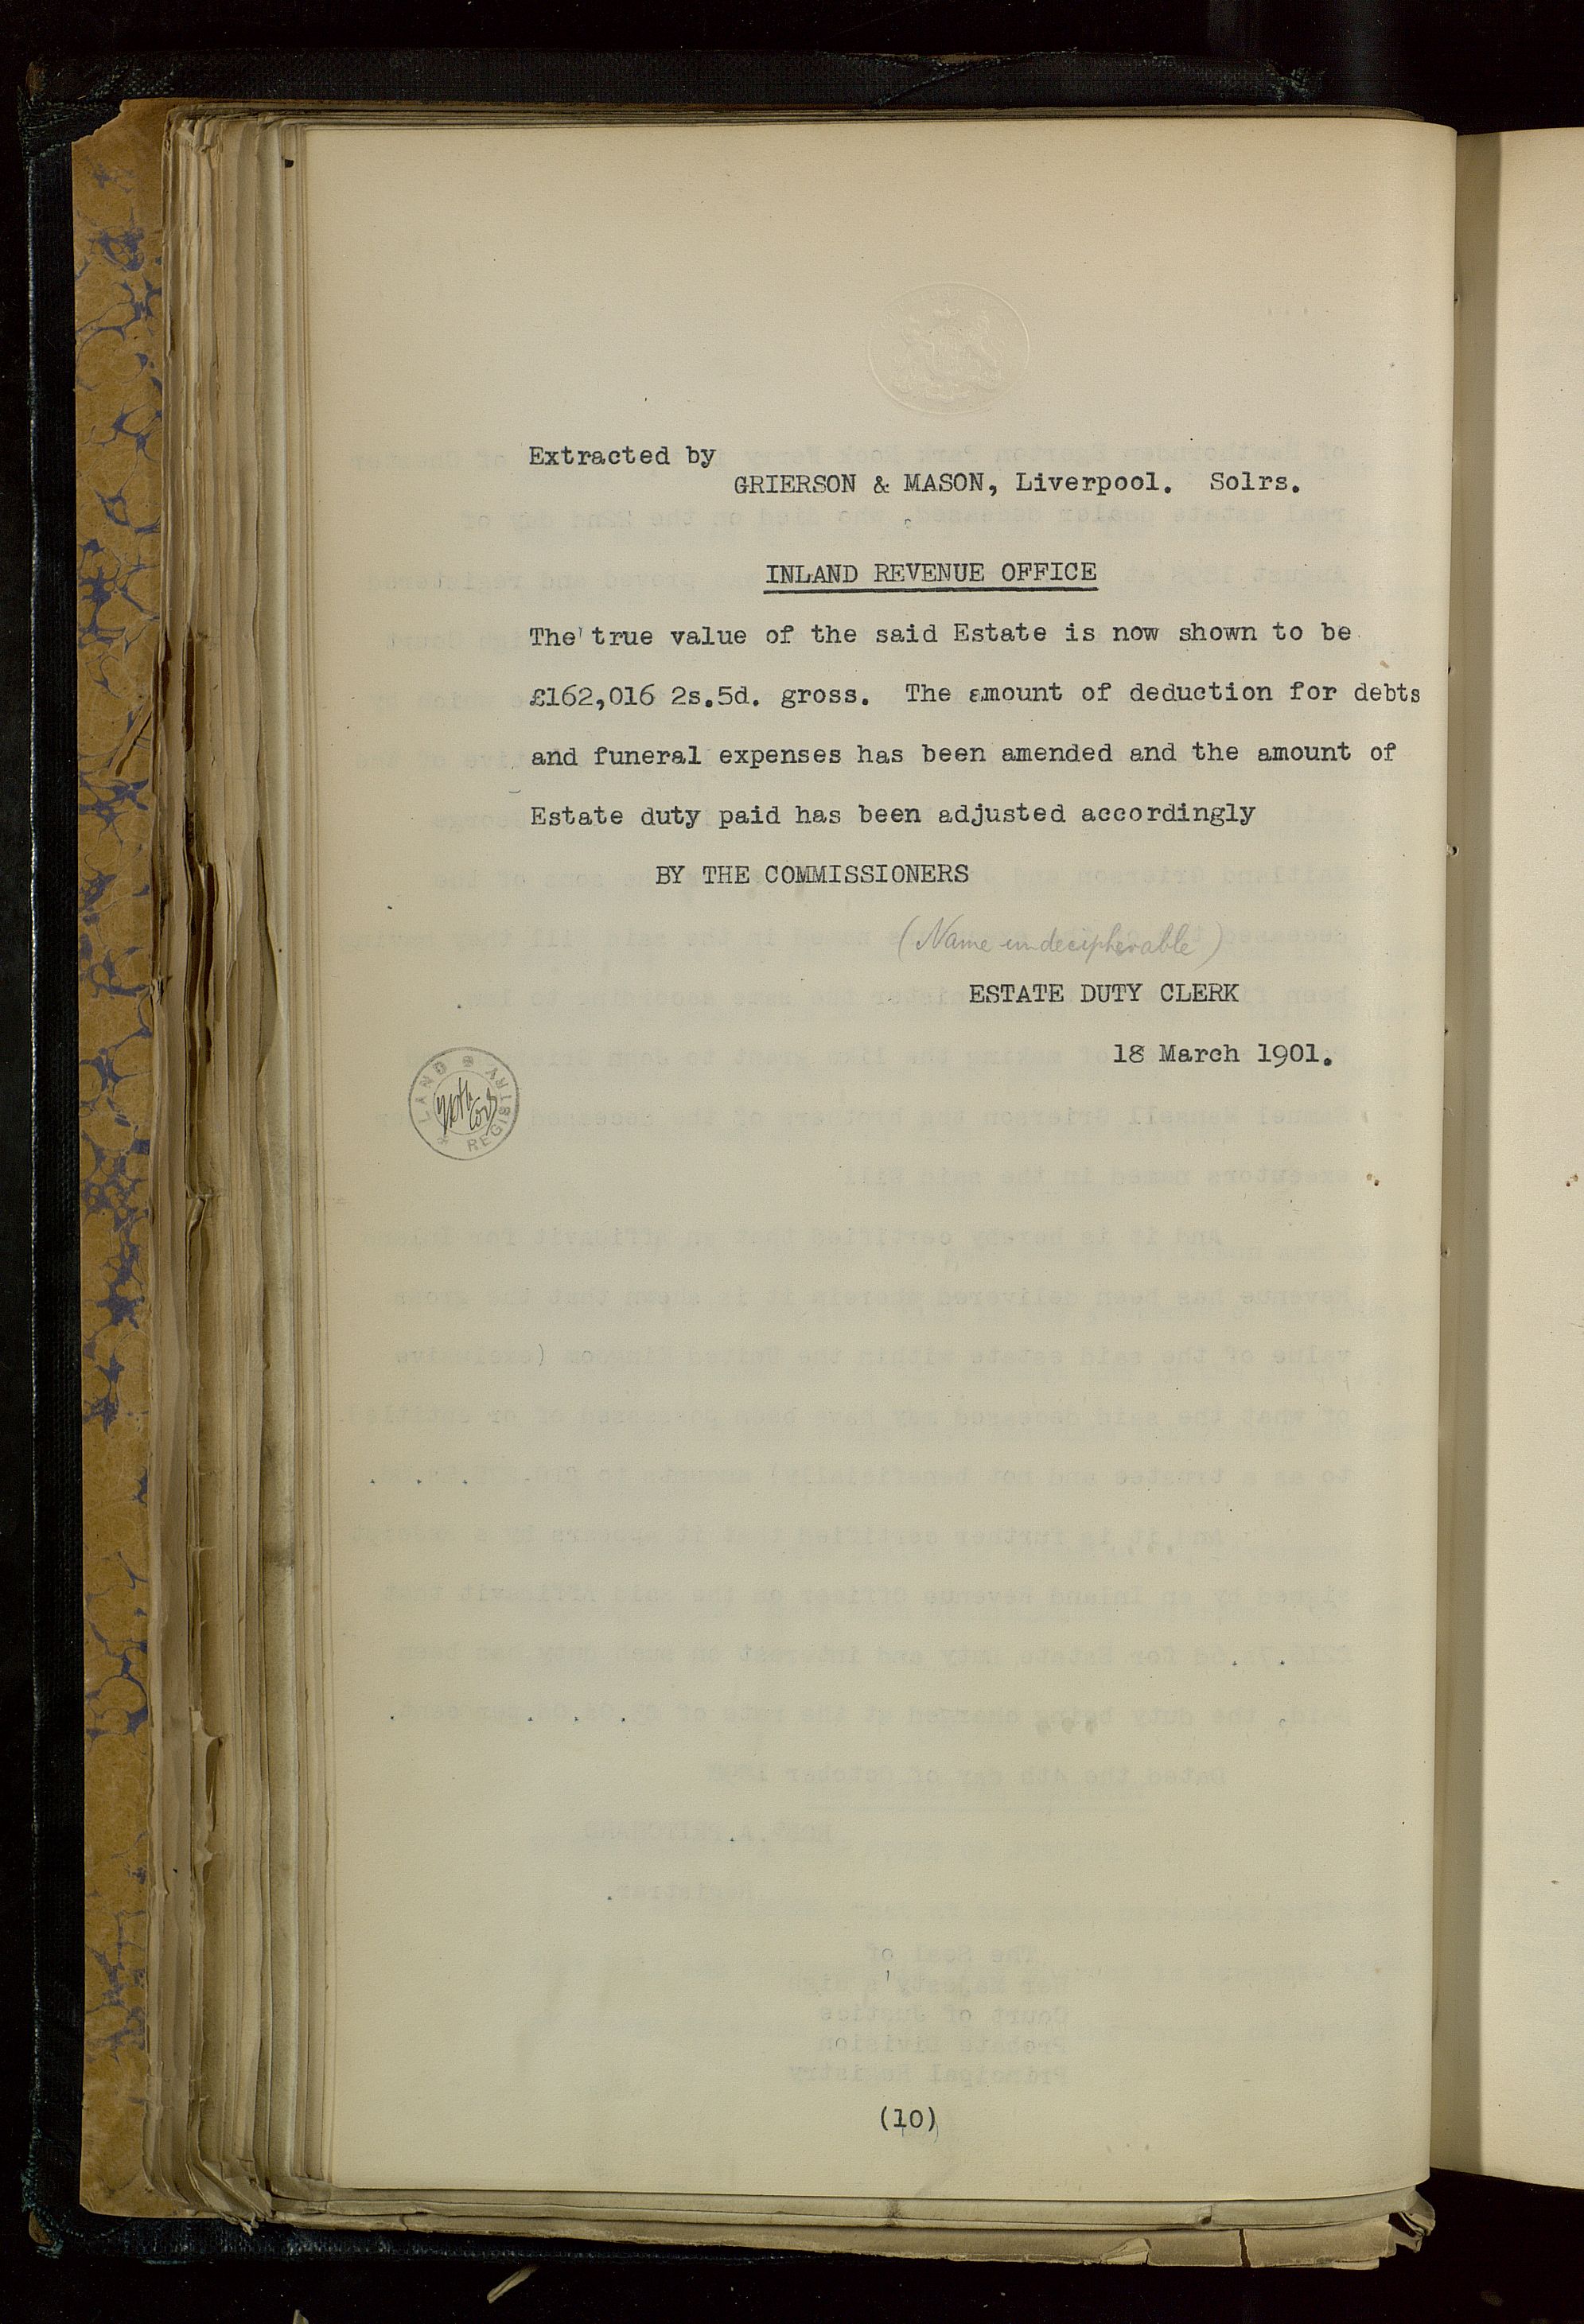 Extracted by
GRIERSON & MASON, Liverpool. Solrs.
INLAND REVENUE OFFICE
The true value of the said Estate is now shown to be
£162,016 2s.5d. gross. The amount of deduction for debts
and funeral expenses has been amended and the amount of
Estate duty paid has been adjusted accordingly
BY THE COMMISSIONERS
(Name undecipherable)
ESTATE DUTY CLERK
18 March 1901.
LAND REGISTRY
(10)